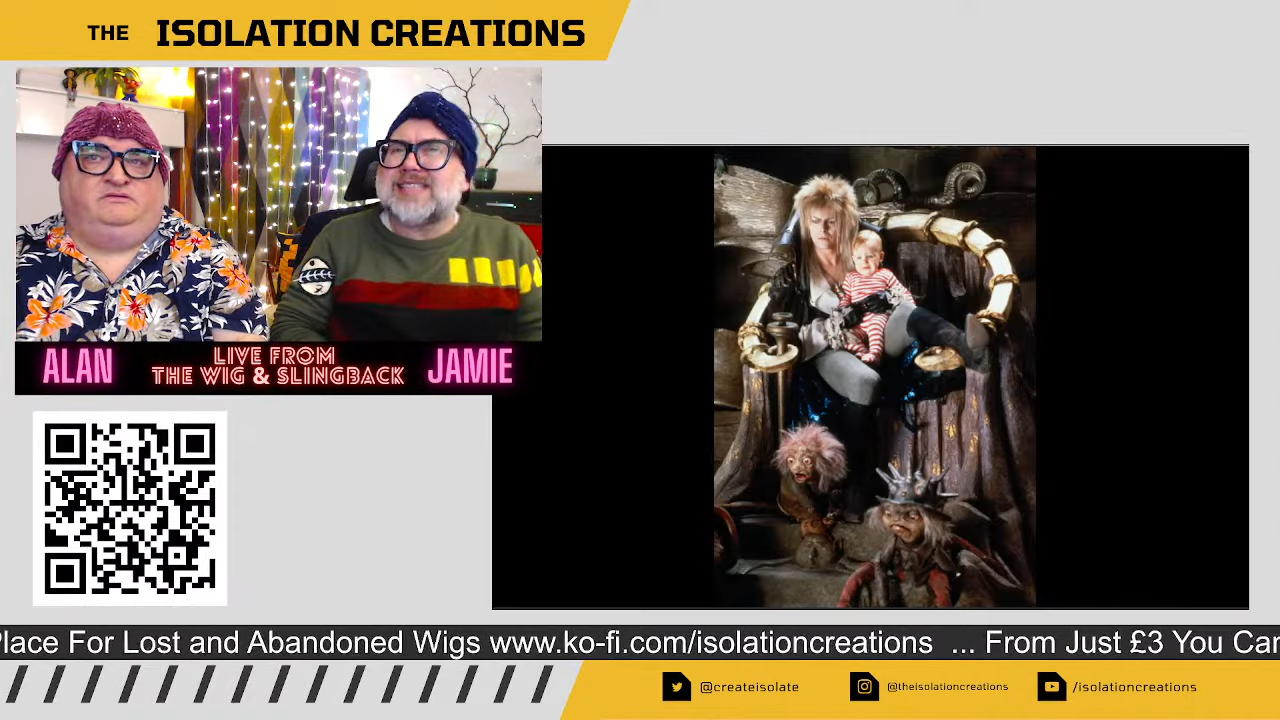 THE ISOLATION CREATIONS
ALAN
LIVE FROM
THE WIG & SLINGBACK
JAMIE
Place For Lost and Abandoned Wigs www.ko-fi.com/isolationcreations ... From Just £3 You Can
@createisolate
@theisolationcreations
/isolationcreations